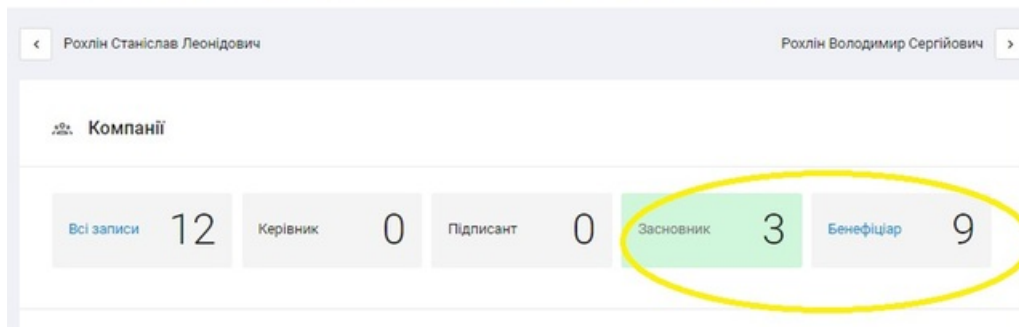 Рохлін Станіслав Леонідович
Рохлін Володимир Сергійович
Компанії
Всі записи 12 Керівник 0 Підписант 0 Засновник 3 Бенефіціар 9